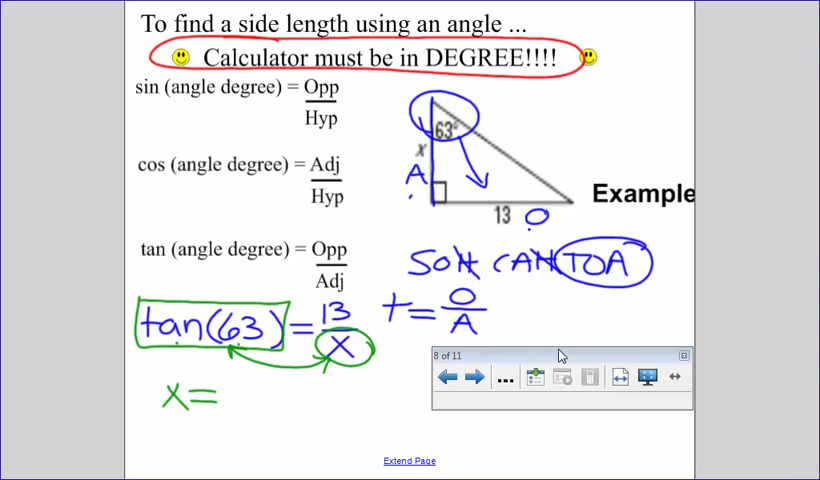 To find a side length using an angle ...
Calculator must be in DEGREE!!!!
sin (angle degree) = Opp
Hyp
cos (angle degree) = Adj
Hyp
tan (angle degree) = Opp
Adj
63°
x
A
13 O
Example
SOH CAH TOA
tan(63) = 13
x
t = O
A
x =
8 of 11
...
Extend Page